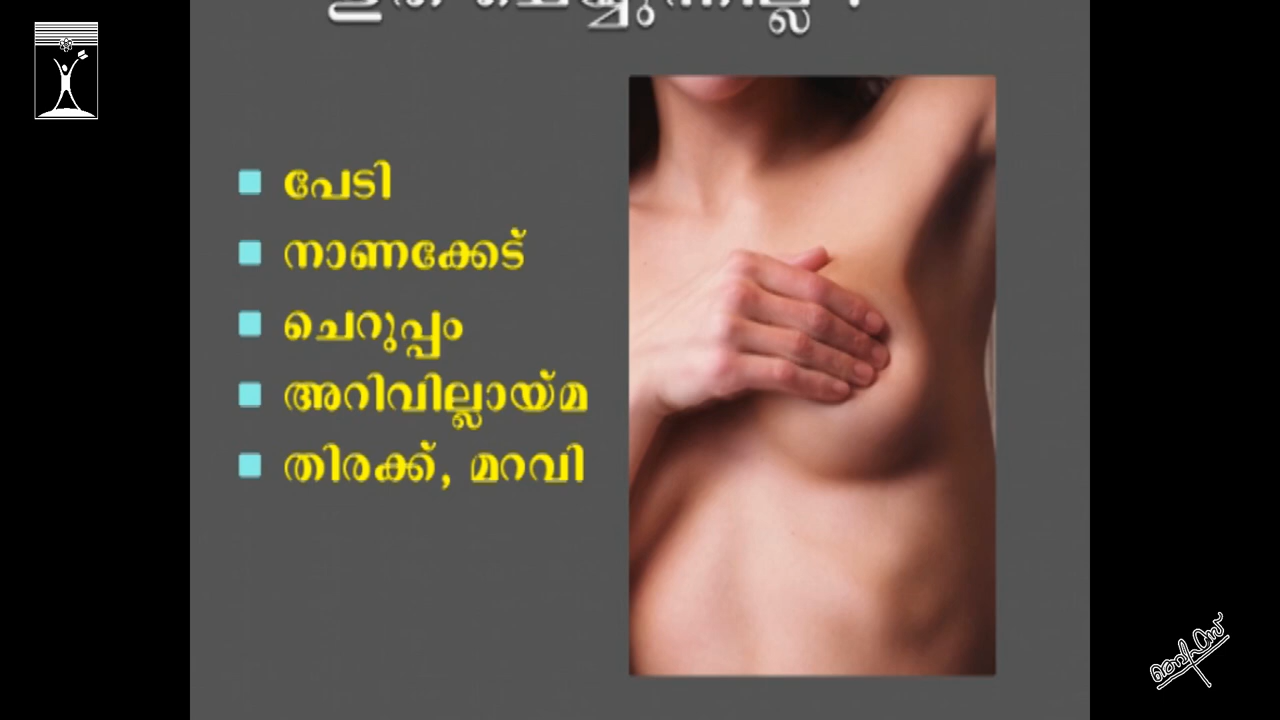 ചെയ്യുന്നില്ല ?
പേടി
നാണക്കേട്
ചെറുപ്പം
അറിവില്ലായ്മ
തിരക്ക്, മറവി